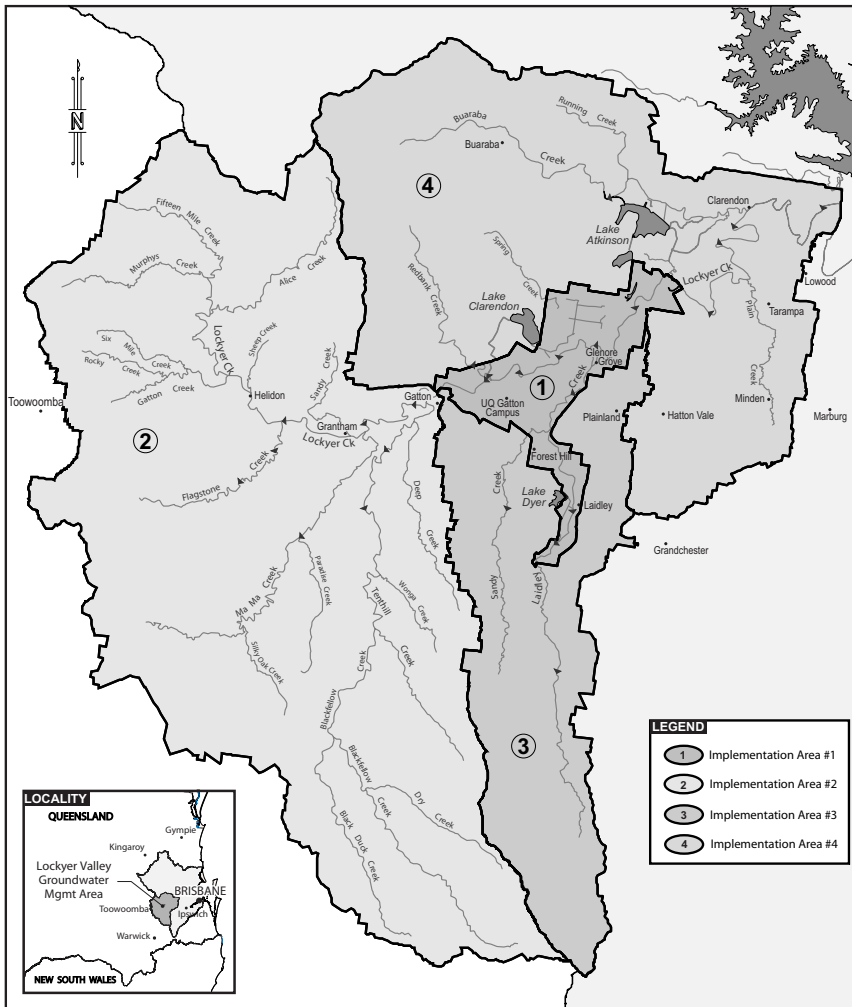 N
Buaraba
Creek
Running Creek
Buaraba
4
Lake
Atkinson
Clarendon
Lockyer Ck
Lowood
Fifteen Mile Creek
Murphys Creek
Alice Creek
Redbank Creek
Spring Creek
Lake
Clarendon
Plain Creek
Tarampa
Six Mile Creek
Rocky Creek
Gatton Creek
Lockyer Ck
Sheep Creek
Sandy Creek
Helidon
Toowoomba
2
Grantham
Lockyer Ck
Gatton
1
UQ Gatton
Campus
Glenore
Grove
Creek
Plainland
Hatton Vale
Minden
Marburg
Flagstone Creek
Deep Creek
Forest Hill
Lake
Dyer
Laidley
Grandchester
Sandy Creek
Laidley
Ma Ma Creek
Paradise Creek
Silky Oak Creek
Tenthill Creek
Wonga Creek
Blackfellow Creek
Blackfellow Creek
Black Duck Creek
Dry Creek
3
LEGEND
1 Implementation Area #1
2 Implementation Area #2
3 Implementation Area #3
4 Implementation Area #4
LOCALITY
QUEENSLAND
Gympie
Kingaroy
Lockyer Valley
Groundwater
Mgmt Area
BRISBANE
Toowoomba
Ipswich
Warwick
NEW SOUTH WALES